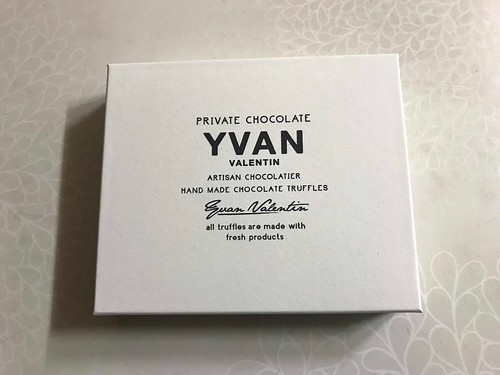 PRIVATE CHOCOLATE
YVAN
VALENTIN
ARTISAN CHOCOLATIER
HAND MADE CHOCOLATE TRUFFLES
Yvan Valentin
all truffles are made with
fresh products